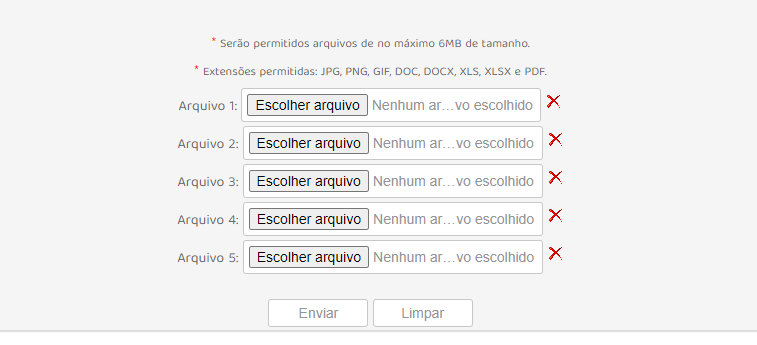 * Serão permitidos arquivos de no máximo 6MB de tamanho.
* Extensões permitidas: JPG, PNG, GIF, DOC, DOCX, XLS, XLSX e PDF.
Arquivo 1: Escolher arquivo Nenhum ar...vo escolhido
Arquivo 2: Escolher arquivo Nenhum ar...vo escolhido
Arquivo 3: Escolher arquivo Nenhum ar...vo escolhido
Arquivo 4: Escolher arquivo Nenhum ar...vo escolhido
Arquivo 5: Escolher arquivo Nenhum ar...vo escolhido
Enviar Limpar